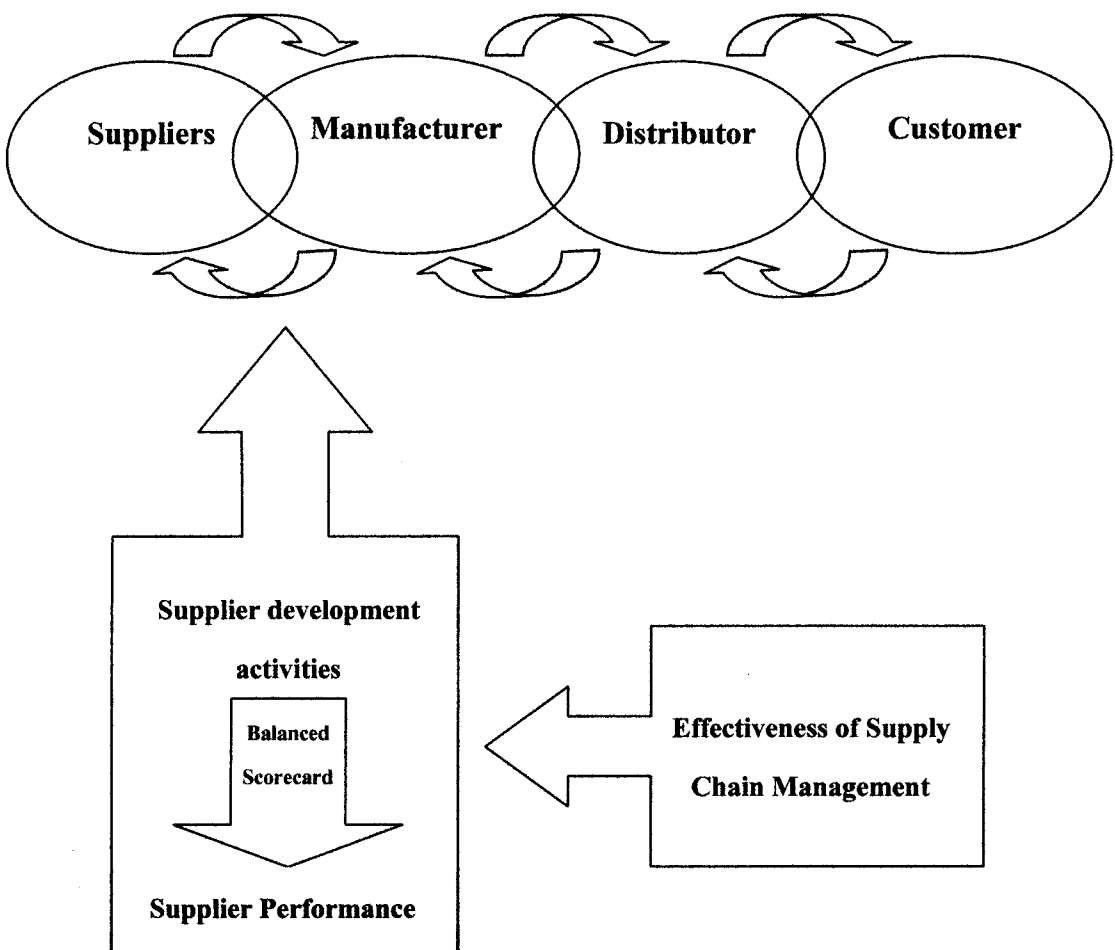 Suppliers
Manufacturer
Distributor
Customer
Supplier development
activities
Balanced
Scorecard
Supplier Performance
Effectiveness of Supply
Chain Management